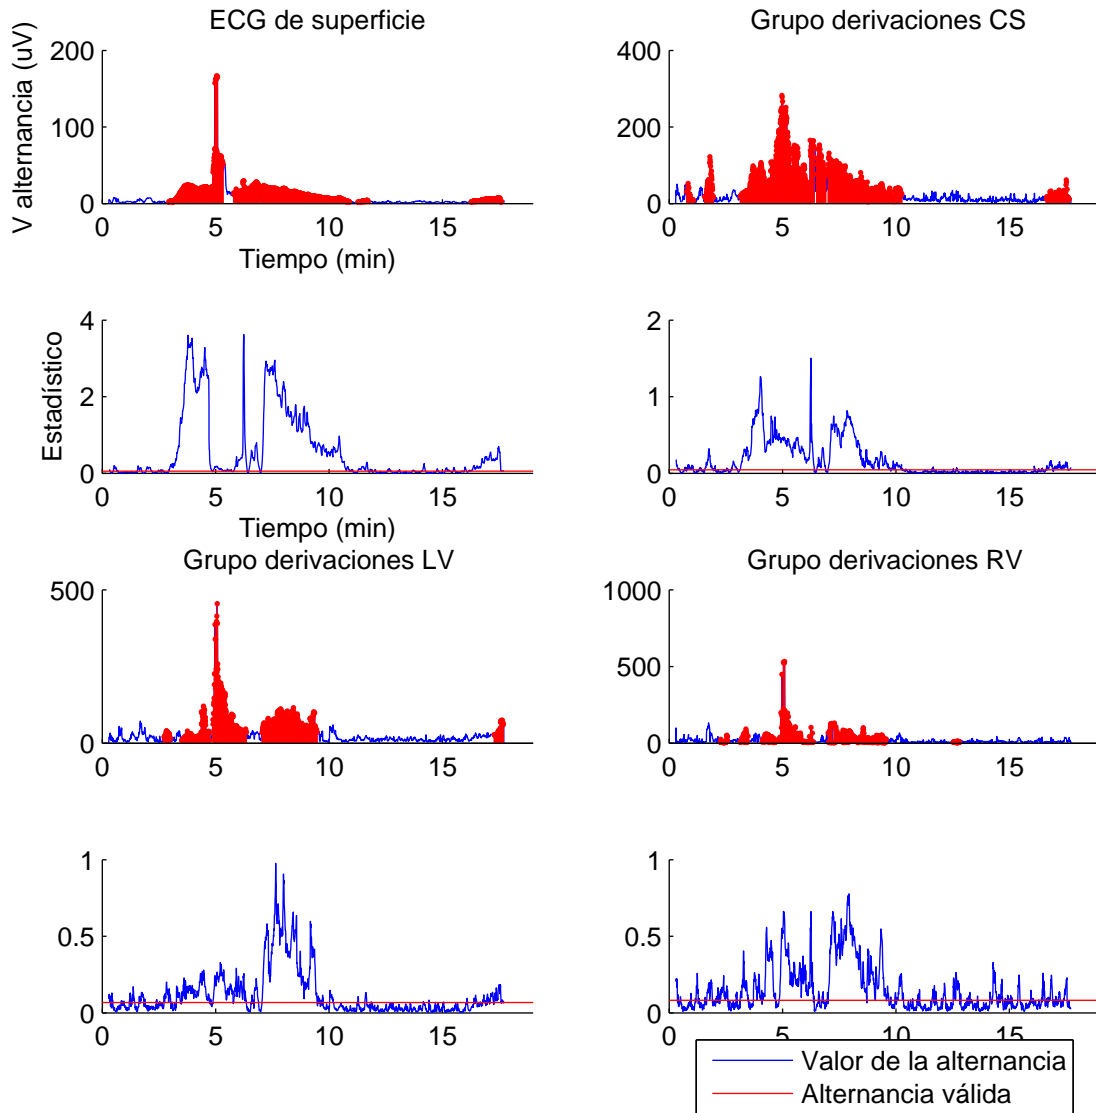 ECG de superficie
Grupo derivaciones CS
V alternancia (uV)
200
100
0
0 5 10 15
Tiempo (min)
400
200
0
0 5 10 15
Estadístico
4
2
0
0 5 10 15
Tiempo (min)
2
1
0
0 5 10 15
Grupo derivaciones LV
Grupo derivaciones RV
500
0
0 5 10 15
1000
500
0
0 5 10 15
1
0.5
0
0 5 10 15
1
0.5
0
0 5 10 15
Valor de la alternancia
Alternancia válida